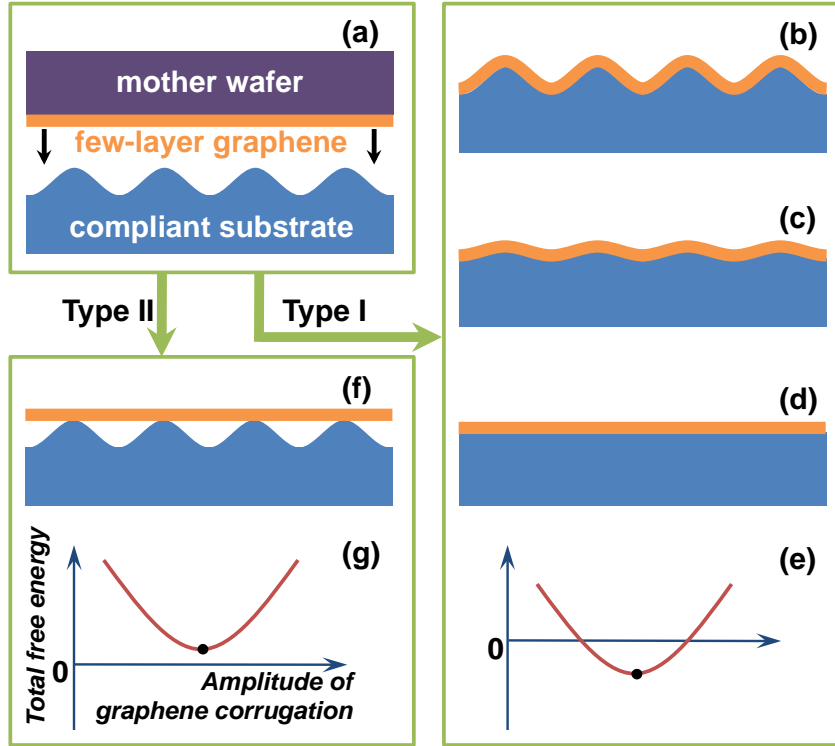 (a)
mother wafer
few-layer graphene
compliant substrate
Type II
Type I
(b)
(c)
(d)
(e)
0
(f)
(g)
Total free energy
0
Amplitude of
graphene corrugation